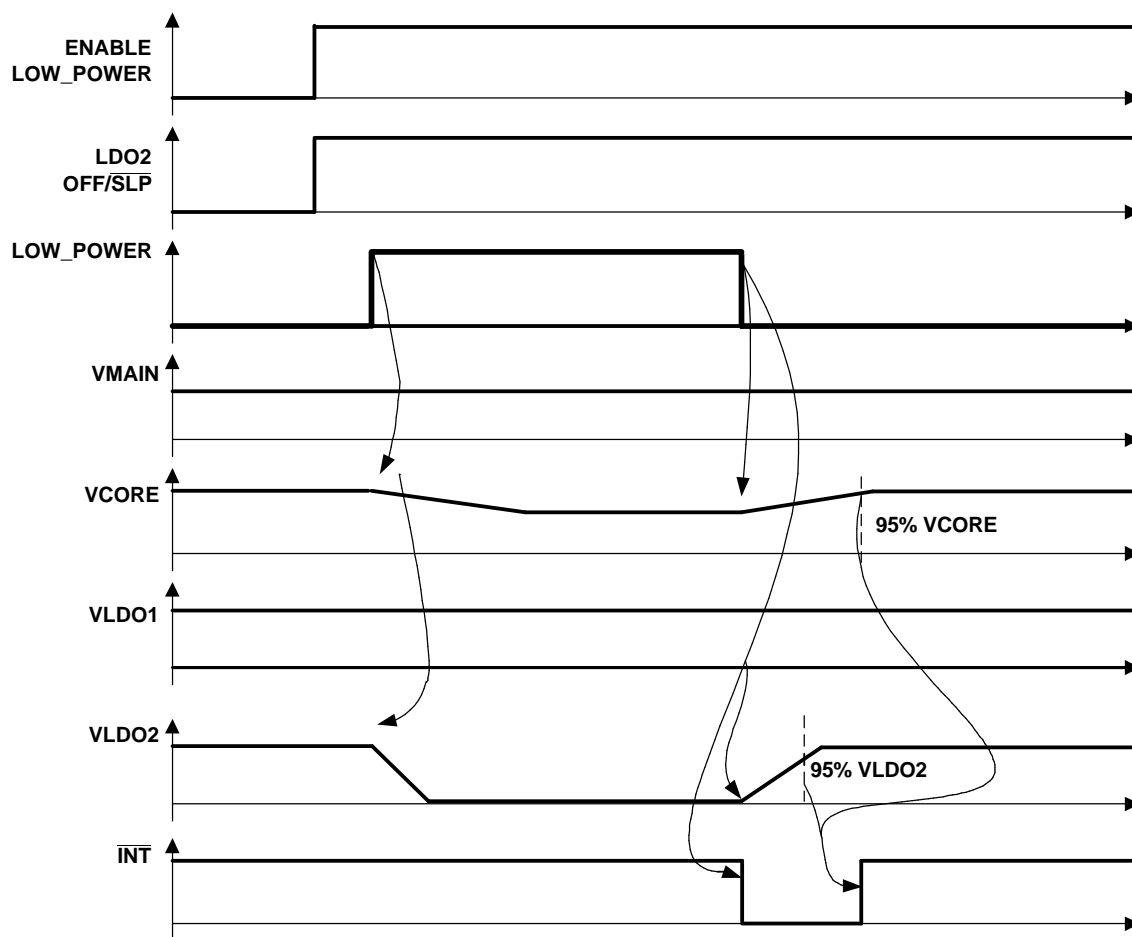 ENABLE
LOW_POWER
LDO2
OFF/SLP
LOW_POWER
VMAIN
VCORE
95% VCORE
VLDO1
VLDO2
95% VLDO2
INT